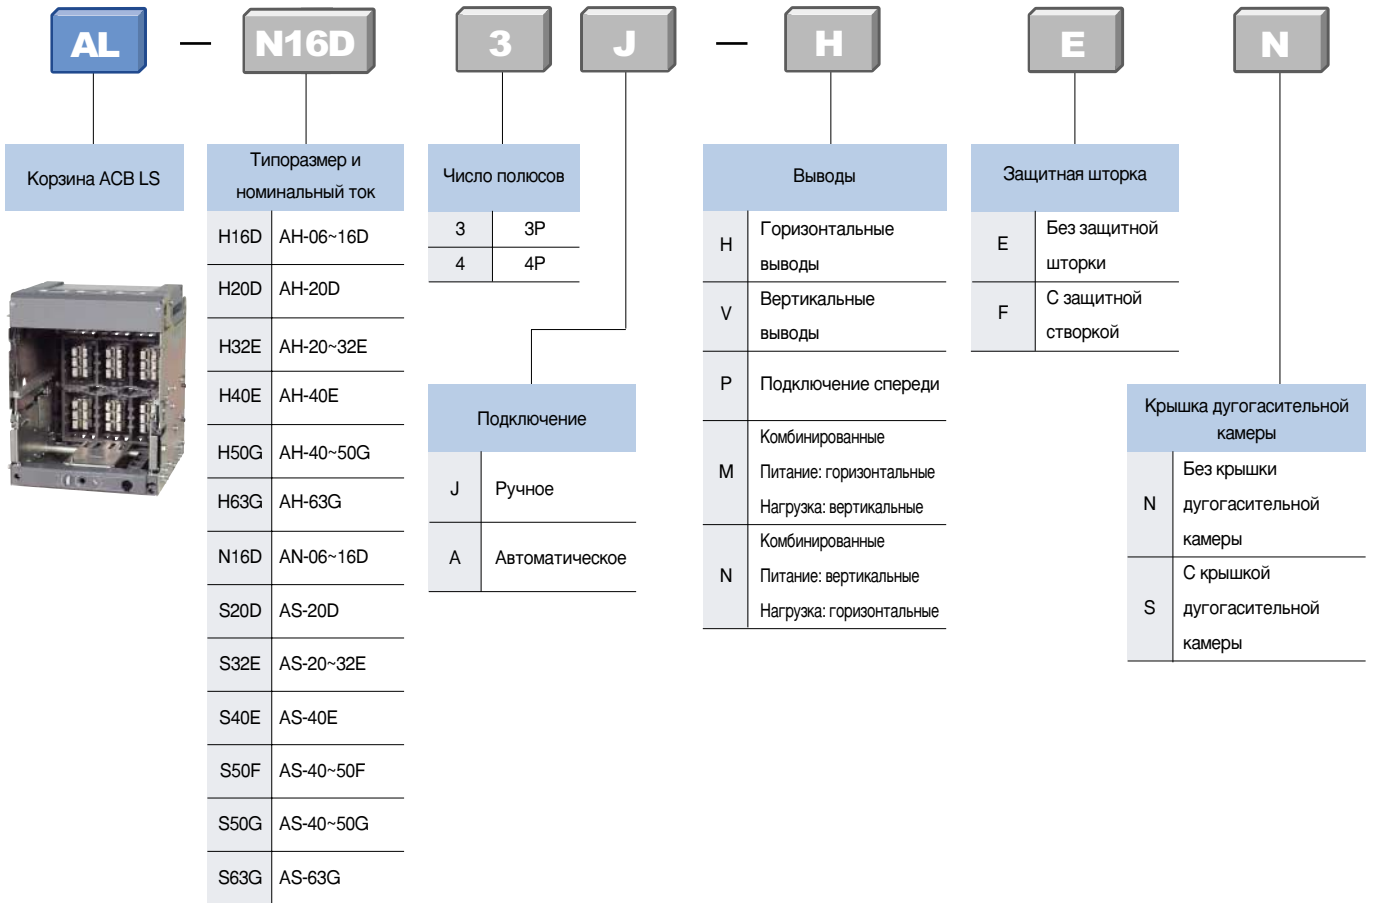 AL — N16D 3 J — H E N
Корзина ACB LS
Типоразмер и
номинальный ток
H16D AH-06~16D
H20D AH-20D
H32E AH-20~32E
H40E AH-40E
H50G AH-40~50G
H63G AH-63G
N16D AN-06~16D
S20D AS-20D
S32E AS-20~32E
S40E AS-40E
S50F AS-40~50F
S50G AS-40~50G
S63G AS-63G
Число полюсов
3 3P
4 4P
Подключение
J Ручное
A Автоматическое
Выводы
H Горизонтальные
выводы
V Вертикальные
выводы
P Подключение спереди
Комбинированные
M Питание: горизонтальные
Нагрузка: вертикальные
Комбинированные
N Питание: вертикальные
Нагрузка: горизонтальные
Защитная шторка
E Без защитной
шторки
F С защитной
створкой
Крышка дугогасительной
камеры
Без крышки
N дугогасительной
камеры
С крышкой
S дугогасительной
камеры